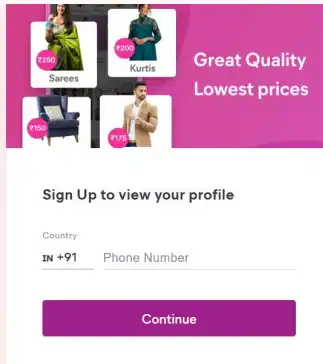 ₹250
Sarees
₹200
Kurtis
Great Quality
Lowest prices
₹150
₹175
Sign Up to view your profile
Country
IN +91
Phone Number
Continue